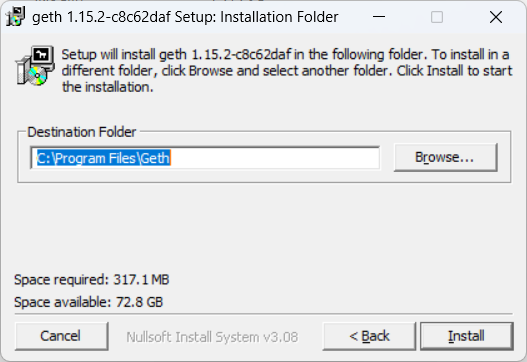 geth 1.15.2-c8c62daf Setup: Installation Folder
Setup will install geth 1.15.2-c8c62daf in the following folder. To install in a
different folder, click Browse and select another folder. Click Install to start
the installation.
Destination Folder
C:\Program Files\Geth
Browse...
Space required: 317.1 MB
Space available: 72.8 GB
Cancel
Nullsoft Install System v3.08
< Back
Install